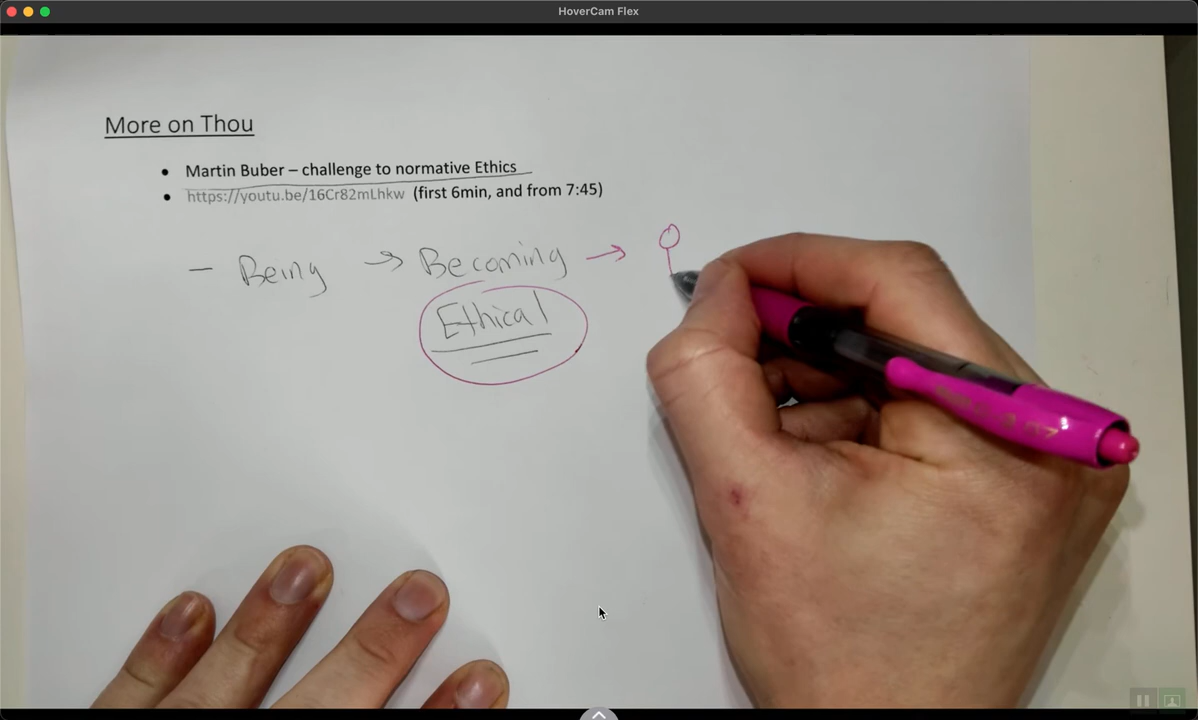 HoverCam Flex
More on Thou
• Martin Buber – challenge to normative Ethics
• https://youtu.be/16Cr82mLhkw (first 6min, and from 7:45)
– Being → Becoming →
Ethical